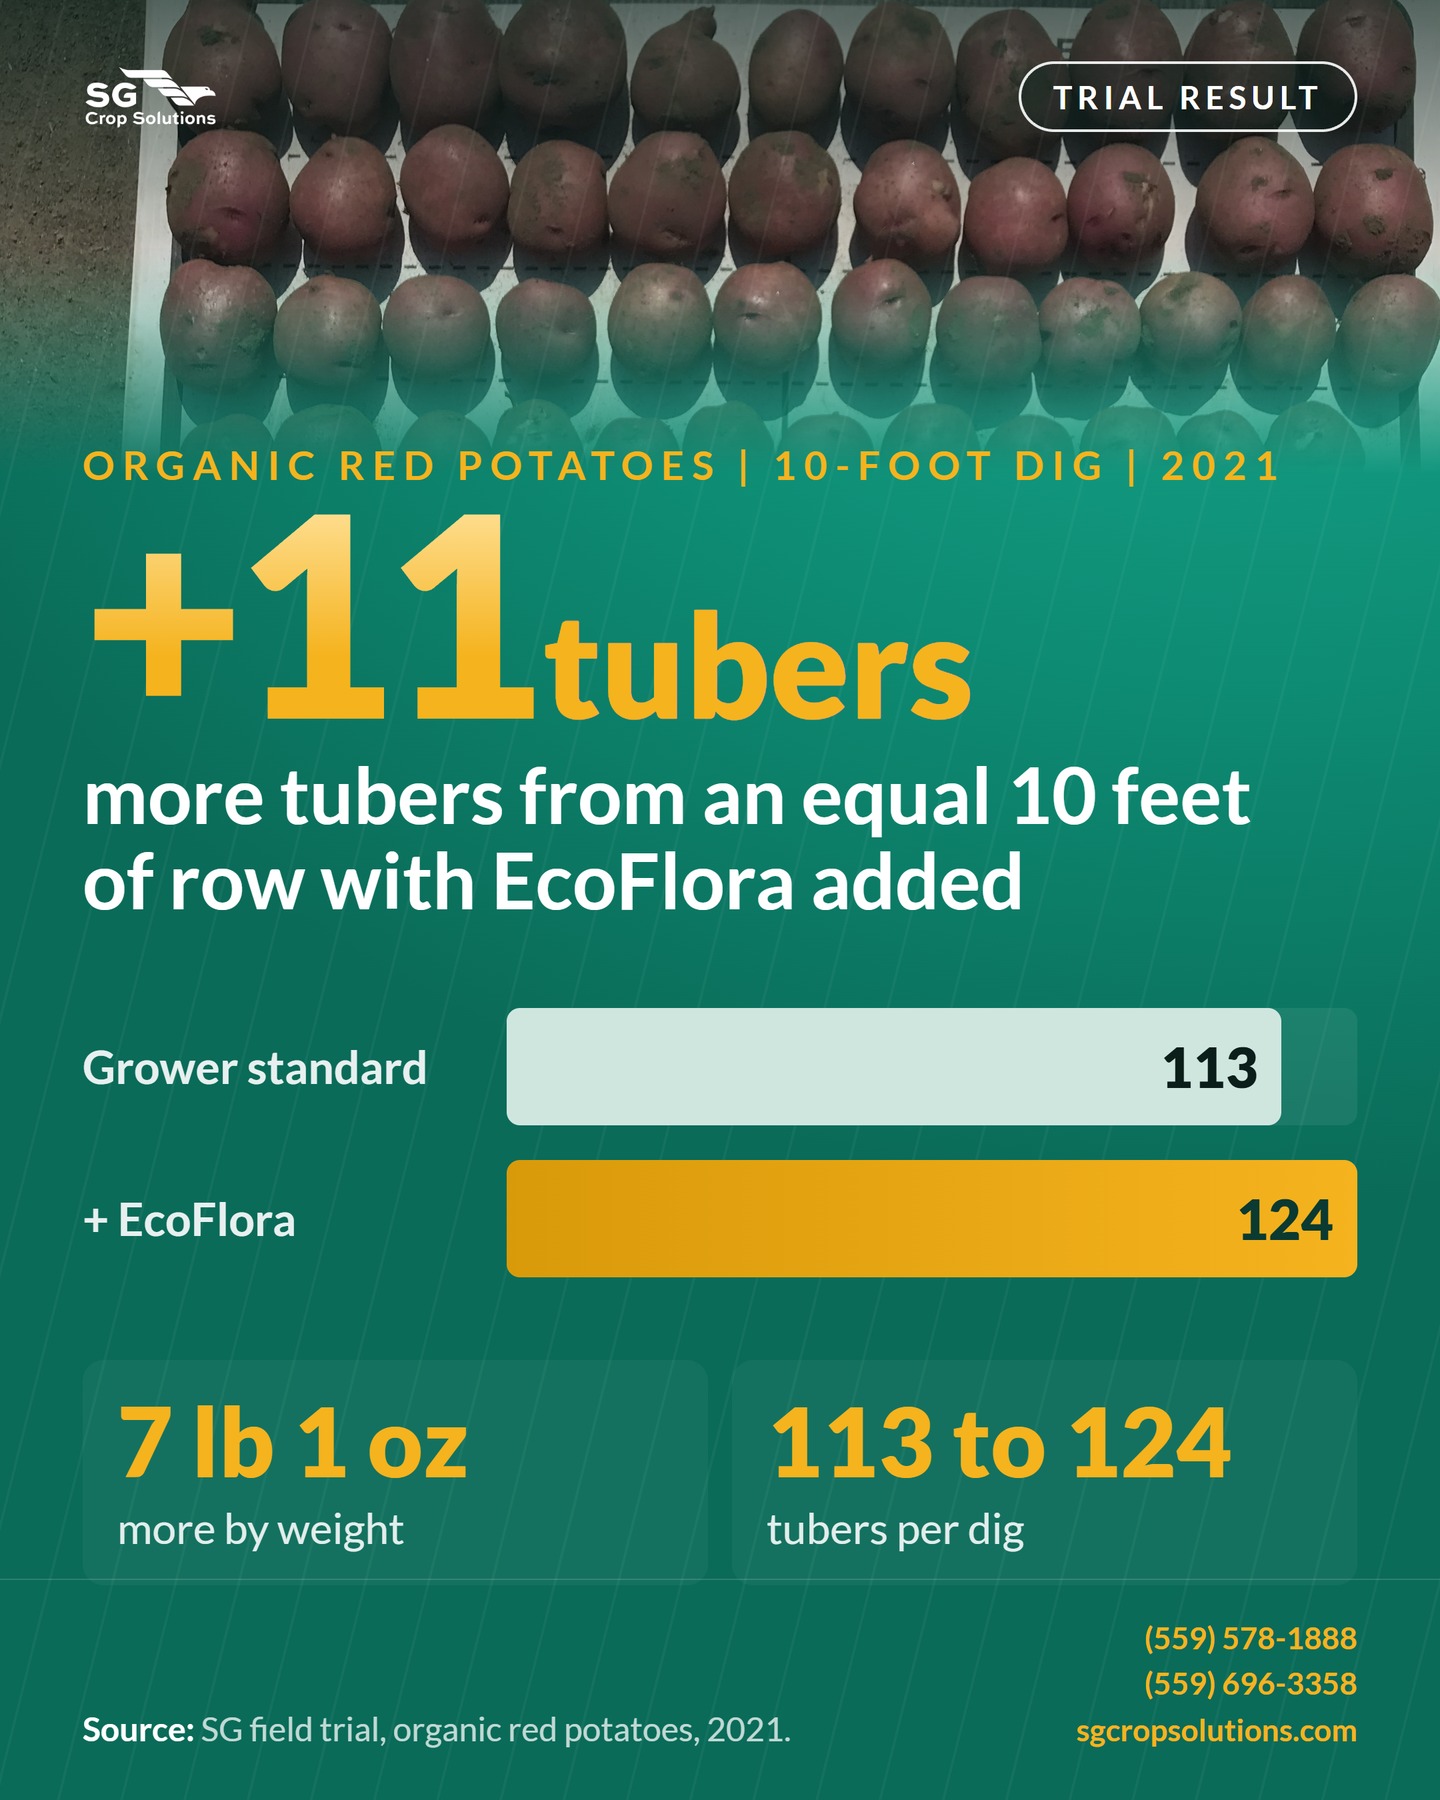 SG
Crop Solutions
TRIAL RESULT
ORGANIC RED POTATOES | 10-FOOT DIG | 2021
+11 tubers
more tubers from an equal 10 feet
of row with EcoFlora added
Grower standard
113
+ EcoFlora
124
7 lb 1 oz
more by weight
113 to 124
tubers per dig
(559) 578-1888
(559) 696-3358
Source: SG field trial, organic red potatoes, 2021.
sgcropsolutions.com